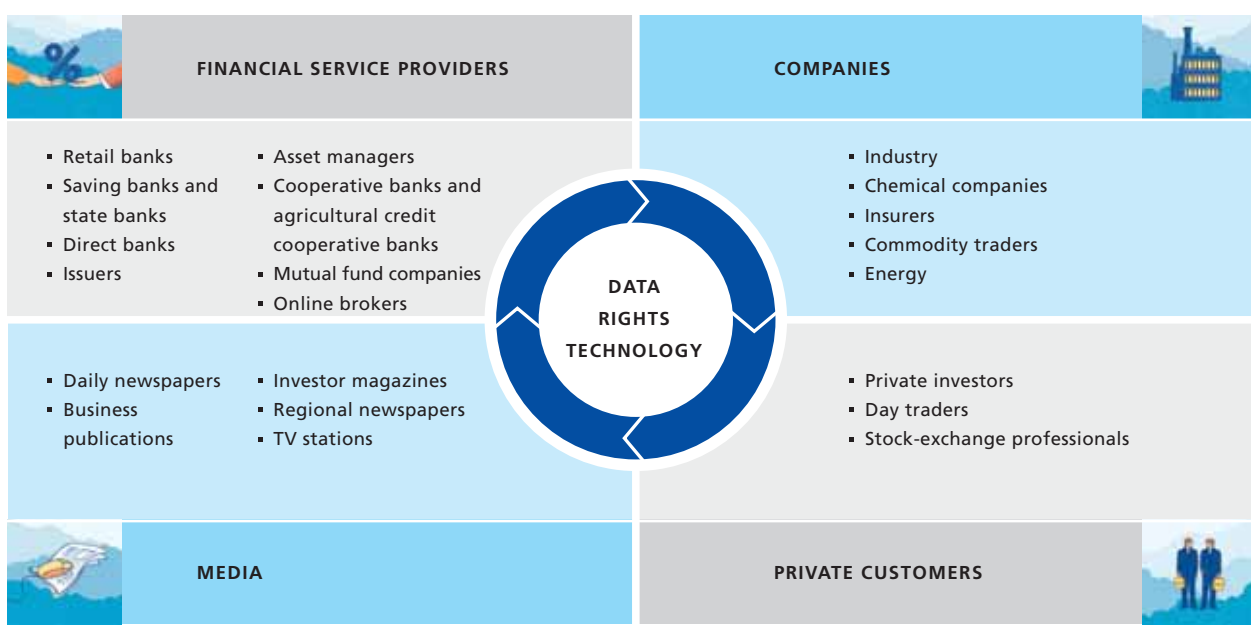 FINANCIAL SERVICE PROVIDERS
▪ Retail banks
▪ Saving banks and
state banks
▪ Direct banks
▪ Issuers
▪ Asset managers
▪ Cooperative banks and
agricultural credit
cooperative banks
▪ Mutual fund companies
▪ Online brokers
COMPANIES
▪ Industry
▪ Chemical companies
▪ Insurers
▪ Commodity traders
▪ Energy
DATA
RIGHTS
TECHNOLOGY
▪ Daily newspapers
▪ Business
publications
▪ Investor magazines
▪ Regional newspapers
▪ TV stations
MEDIA
▪ Private investors
▪ Day traders
▪ Stock-exchange professionals
PRIVATE CUSTOMERS
%